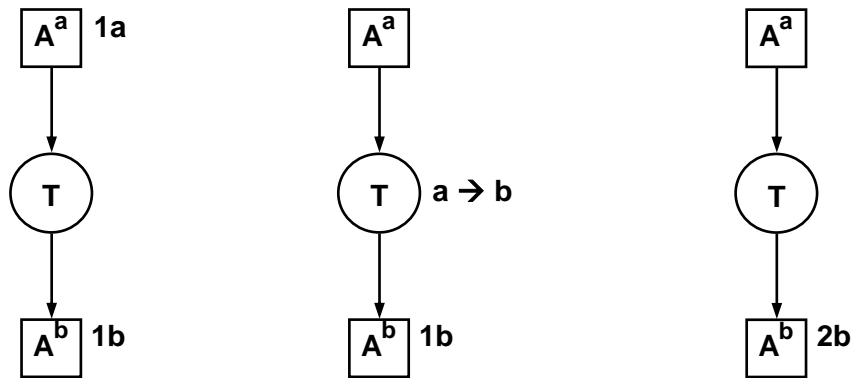 A^a 1a A^a A^a
T T a → b T
A^b 1b A^b 1b A^b 2b